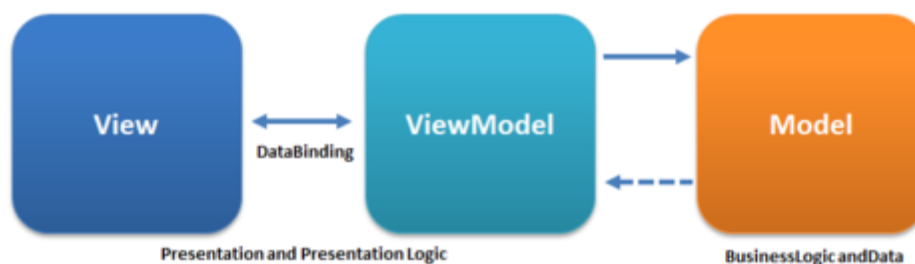 View
ViewModel
Model
DataBinding
Presentation and Presentation Logic
BusinessLogic andData